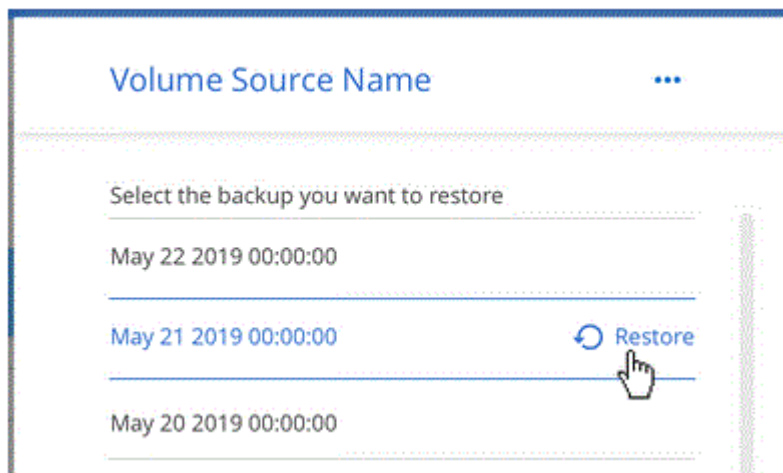 Volume Source Name
Select the backup you want to restore
May 22 2019 00:00:00
May 21 2019 00:00:00 Restore
May 20 2019 00:00:00